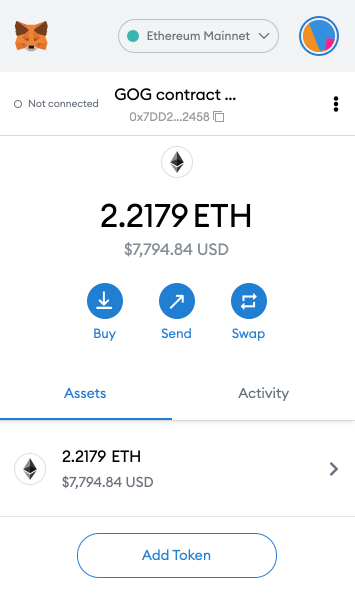 Ethereum Mainnet
Not connected
GOG contract ...
0x7DD2...2458
2.2179 ETH
$7,794.84 USD
Buy
Send
Swap
Assets
Activity
2.2179 ETH
$7,794.84 USD
Add Token